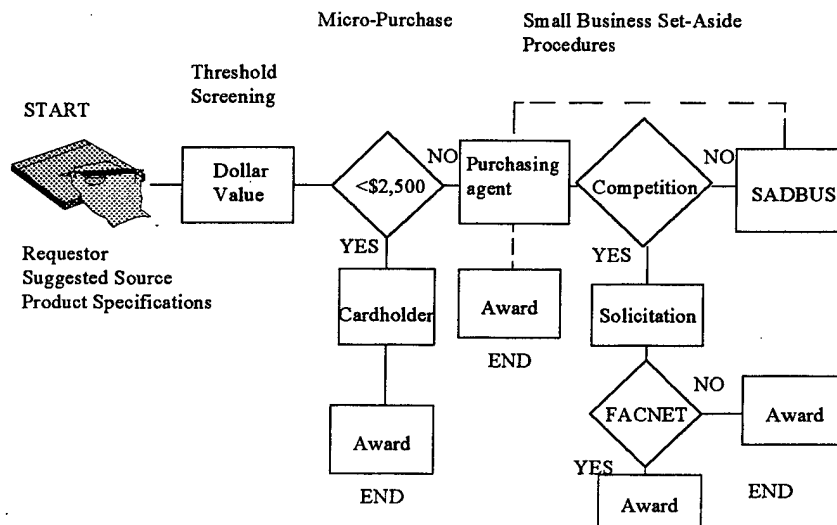 Micro-Purchase
Small Business Set-Aside
Procedures
Threshold
Screening
START
Dollar
Value
<$2,500
NO
Purchasing
agent
Competition
NO
SADBUS
YES
YES
Requestor
Suggested Source
Product Specifications
Cardholder
Award
END
Solicitation
FACNET
NO
Award
END
Award
END
YES
Award